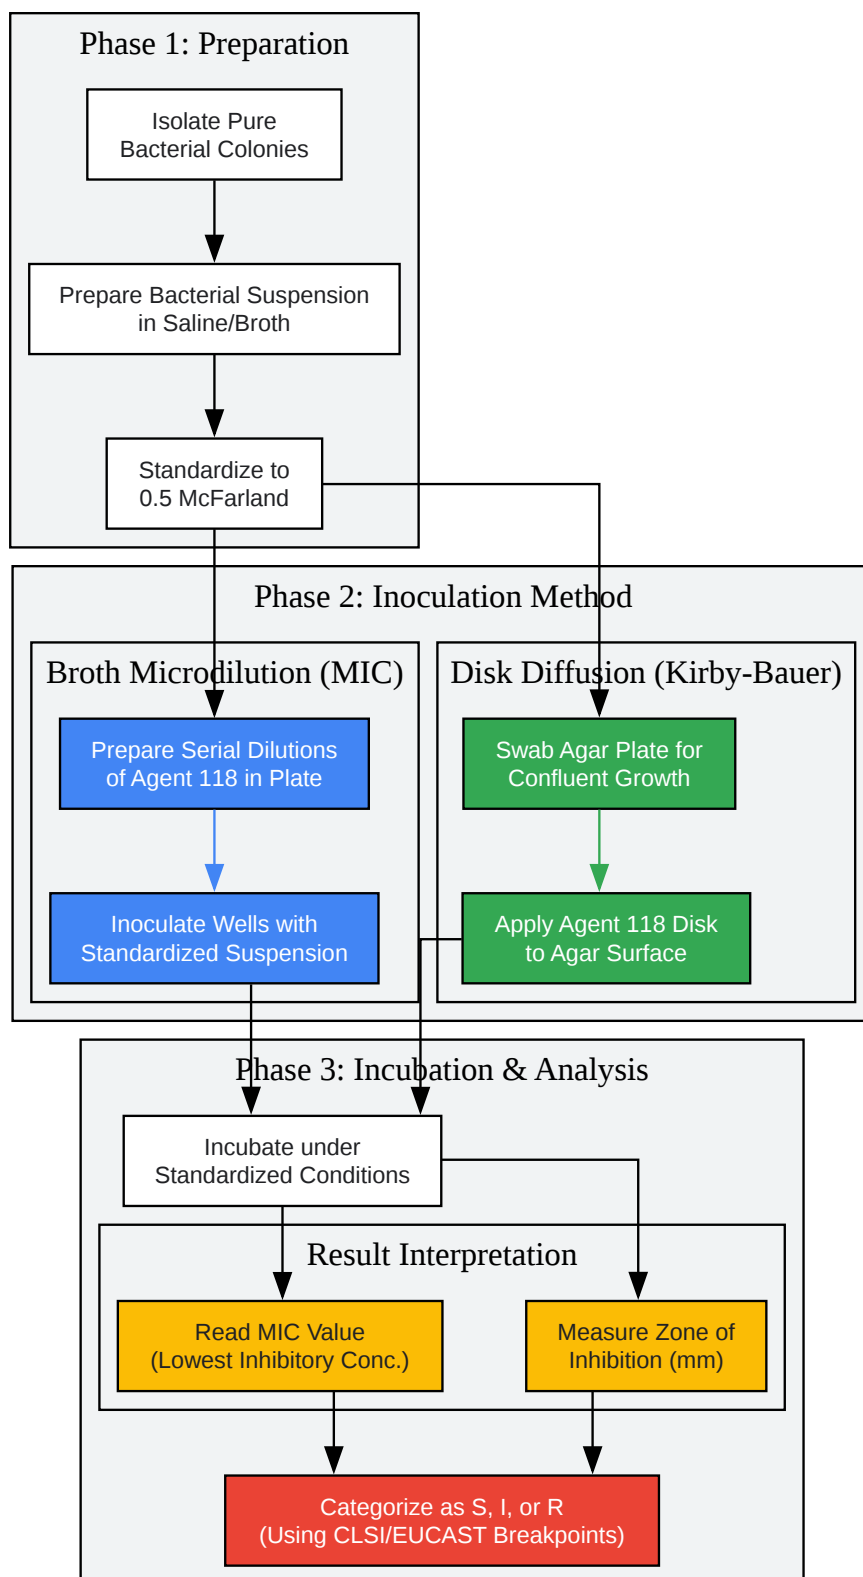 Phase 1: Preparation
Isolate Pure
Bacterial Colonies
Prepare Bacterial Suspension
in Saline/Broth
Standardize to
0.5 McFarland
Phase 2: Inoculation Method
Broth Microdilution (MIC)
Prepare Serial Dilutions
of Agent 118 in Plate
Inoculate Wells with
Standardized Suspension
Disk Diffusion (Kirby-Bauer)
Swab Agar Plate for
Confluent Growth
Apply Agent 118 Disk
to Agar Surface
Phase 3: Incubation & Analysis
Incubate under
Standardized Conditions
Result Interpretation
Read MIC Value
(Lowest Inhibitory Conc.)
Measure Zone of
Inhibition (mm)
Categorize as S, I, or R
(Using CLSI/EUCAST Breakpoints)